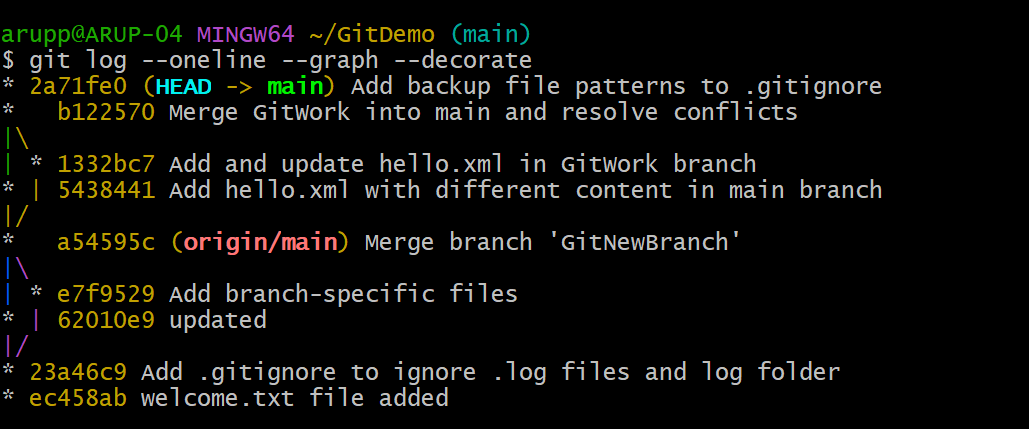 arupp@ARUP-04 MINGW64 ~/GitDemo (main)
$ git log --oneline --graph --decorate
* 2a71fe0 (HEAD -> main) Add backup file patterns to .gitignore
*   b122570 Merge GitWork into main and resolve conflicts
|\
| * 1332bc7 Add and update hello.xml in GitWork branch
* | 5438441 Add hello.xml with different content in main branch
|/
*   a54595c (origin/main) Merge branch 'GitNewBranch'
|\
| * e7f9529 Add branch-specific files
* | 62010e9 updated
|/
* 23a46c9 Add .gitignore to ignore .log files and log folder
* ec458ab welcome.txt file added